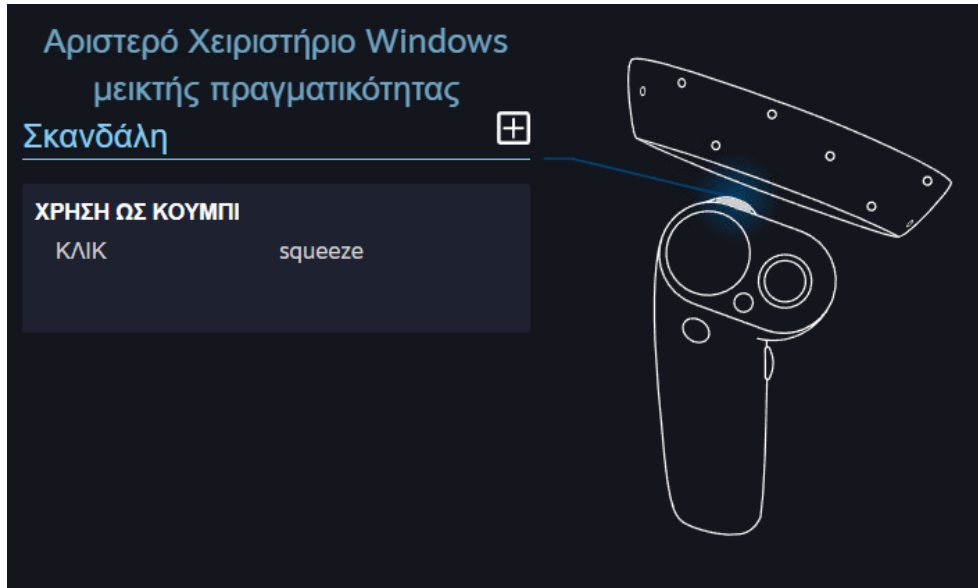 Αριστερό Χειριστήριο Windows
μεικτής πραγματικότητας
Σκανδάλη
ΧΡΗΣΗ ΩΣ ΚΟΥΜΠΙ
ΚΛΙΚ squeeze